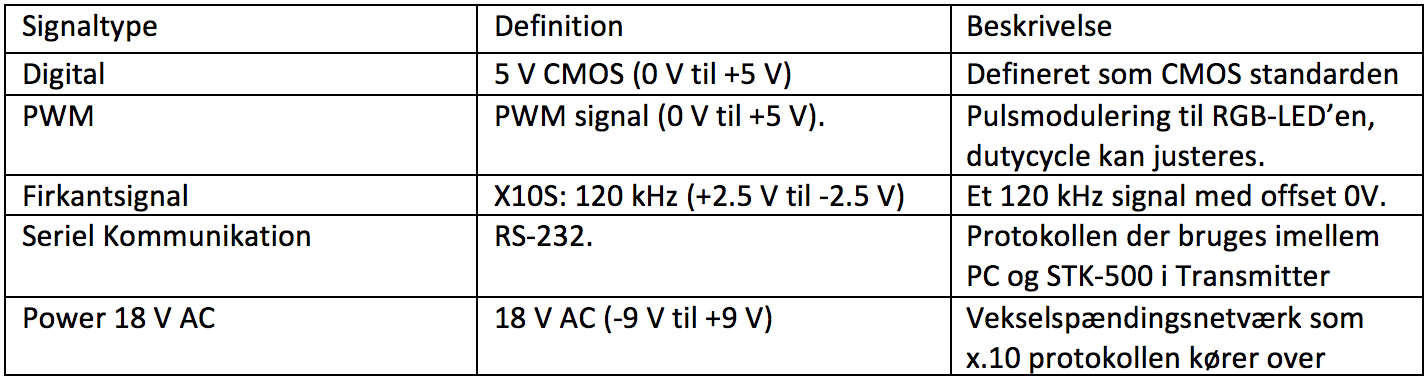 Signaltype Definition Beskrivelse
Digital 5 V CMOS (0 V til +5 V) Defineret som CMOS standarden
PWM PWM signal (0 V til +5 V). Pulsmodulering til RGB-LED’en,
dutycycle kan justeres.
Firkantsignal X10S: 120 kHz (+2.5 V til -2.5 V) Et 120 kHz signal med offset 0V.
Seriel Kommunikation RS-232. Protokollen der bruges imellem
PC og STK-500 i Transmitter
Power 18 V AC 18 V AC (-9 V til +9 V) Vekselspændingsnetværk som
x.10 protokollen kører over